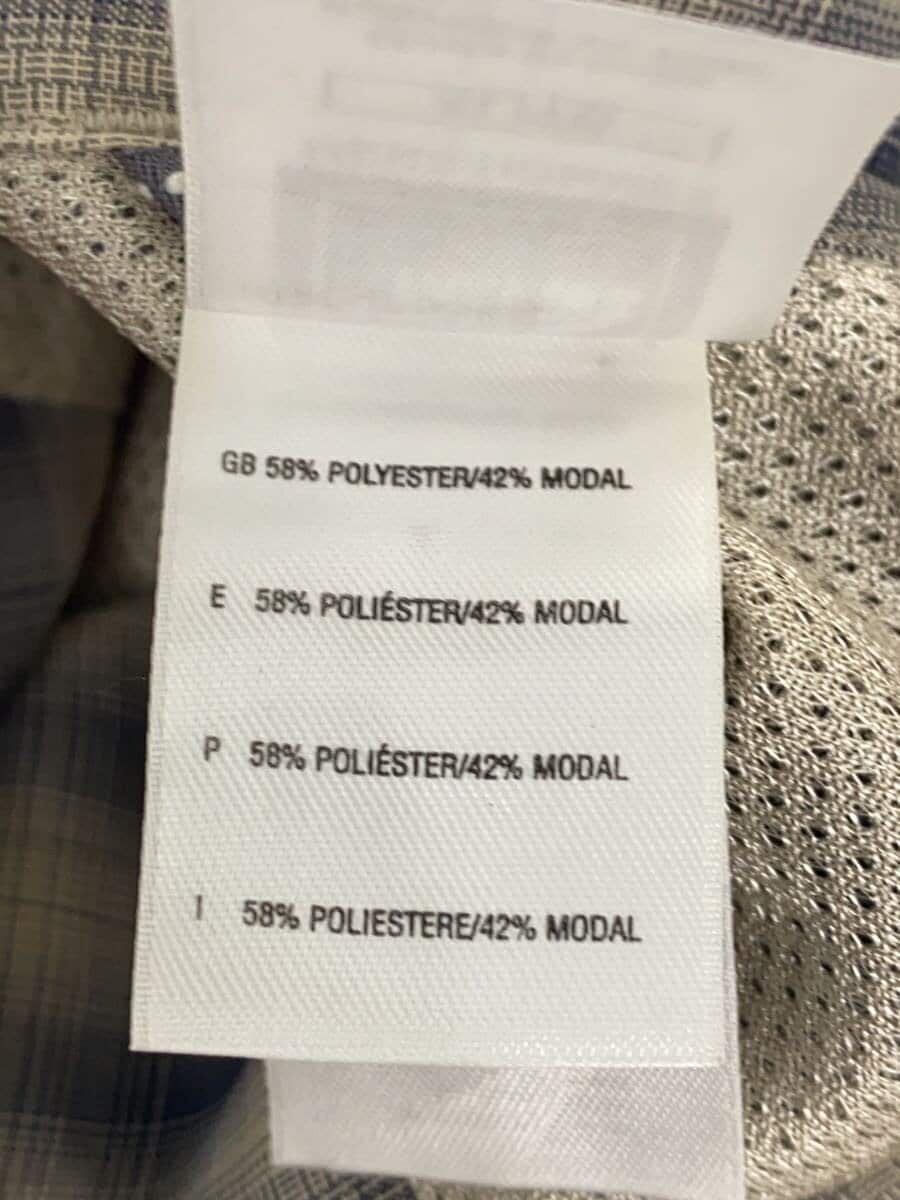 GB 58% POLYESTER/42% MODAL
E 58% POLIÉSTER/42% MODAL
P 58% POLIÉSTER/42% MODAL
I 58% POLIESTERE/42% MODAL